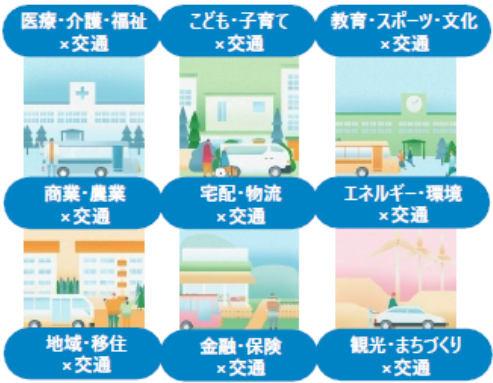 医療・介護・福祉
×交通
こども・子育て
×交通
教育・スポーツ・文化
×交通
商業・農業
×交通
宅配・物流
×交通
エネルギー・環境
×交通
地域・移住
×交通
金融・保険
×交通
観光・まちづくり
×交通